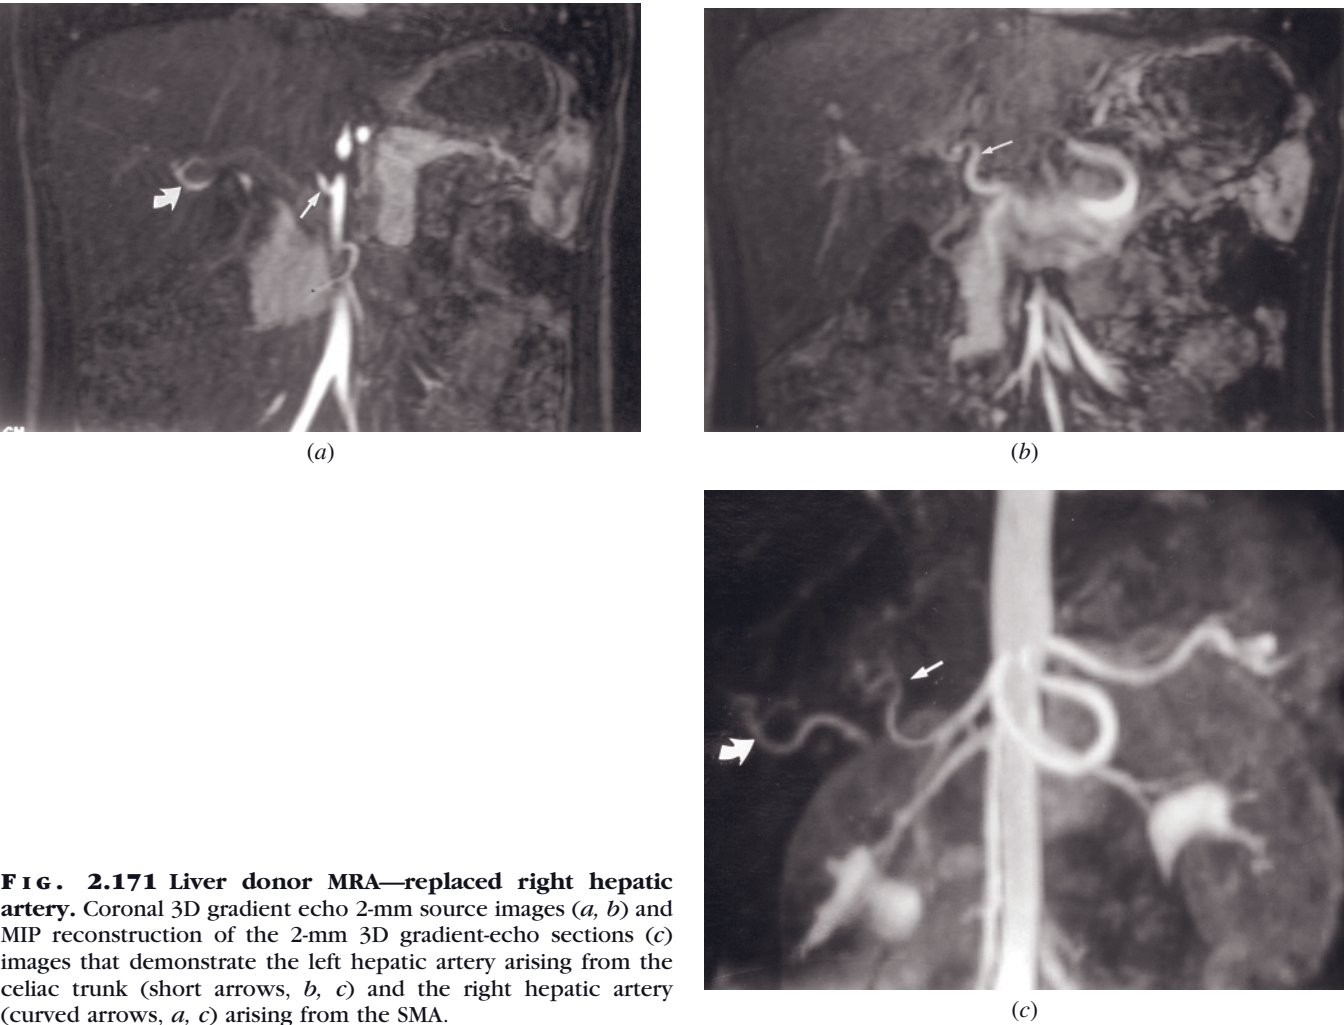 (a)
(b)
(c)
FIG. 2.171 Liver donor MRA—replaced right hepatic
artery. Coronal 3D gradient echo 2-mm source images (a, b) and
MIP reconstruction of the 2-mm 3D gradient-echo sections (c)
images that demonstrate the left hepatic artery arising from the
celiac trunk (short arrows, b, c) and the right hepatic artery
(curved arrows, a, c) arising from the SMA.